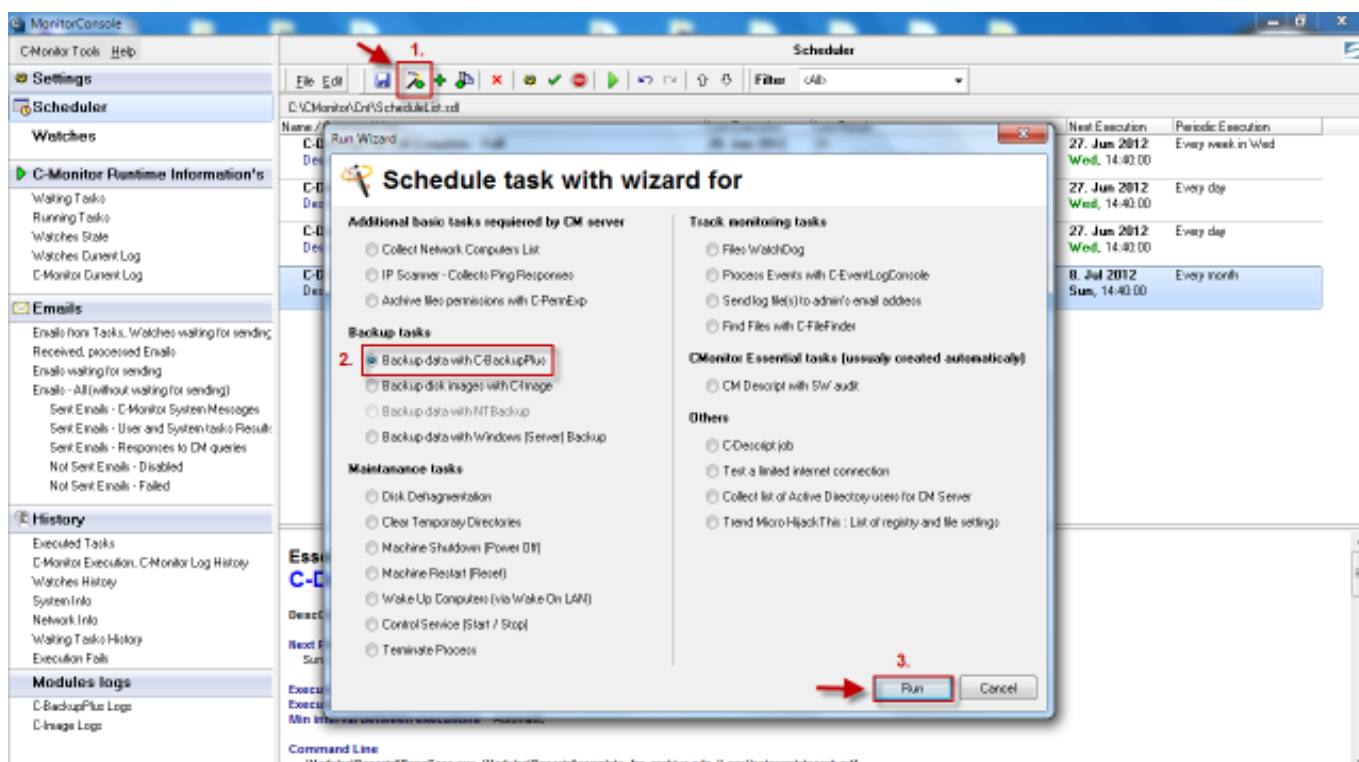 MonitorConsole
C-Monitor Tools Help
1.
Scheduler
Settings
File Edit
Filter <All>
Scheduler
C:\CMonitor\Cnf\ScheduleList.xdl
Watches
Next Execution Periodic Execution
27. Jun 2012 Every week in Wed
Wed, 14:40:00
27. Jun 2012 Every day
Wed, 14:40:00
27. Jun 2012 Every day
Wed, 14:40:00
8. Jul 2012 Every month
Sun, 14:40:00
C-Monitor Runtime Information's
Waiting Tasks
Running Tasks
Watches State
Watches Current Log
C-Monitor Current Log
Emails
Emails from Tasks, Watches waiting for sending
Received, processed Emails
Emails waiting for sending
Emails - All (without waiting for sending)
Sent Emails - C-Monitor System Messages
Sent Emails - User and System tasks Results
Sent Emails - Responses to CM queries
Not Sent Emails - Disabled
Not Sent Emails - Failed
History
Executed Tasks
C-Monitor Execution, C-Monitor Log History
Watches History
System Info
Network Info
Waiting Tasks History
Execution Fails
Modules logs
C-BackupPlus Logs
C-Image Logs
Run Wizard
Schedule task with wizard for
Additional basic tasks requiered by CM server
Collect Network Computers List
IP Scanner - Collects Ping Responses
Archive files permissions with C-PermExp
Backup tasks
2.
Backup data with C-BackupPlus
Backup disk images with C-Image
Backup data with NT Backup
Backup data with Windows (Server) Backup
Maintanance tasks
Disk Defragmentation
Clear Temporary Directories
Machine Shutdown (Power Off)
Machine Restart (Reset)
Wake Up Computers (via Wake On LAN)
Control Service (Start / Stop)
Terminate Process
Track monitoring tasks
Files WatchDog
Process Events with C-EventLogConsole
Send log file(s) to admin's email address
Find Files with C-FileFinder
CMonitor Essential tasks (ussualy created automaticaly)
CM Descript with SW audit
Others
C-Descript job
Test a limited internet connection
Collect list of Active Directory users for CM Server
Trend Micro HijackThis : List of registry and file settings
3.
Run
Cancel
Command Line